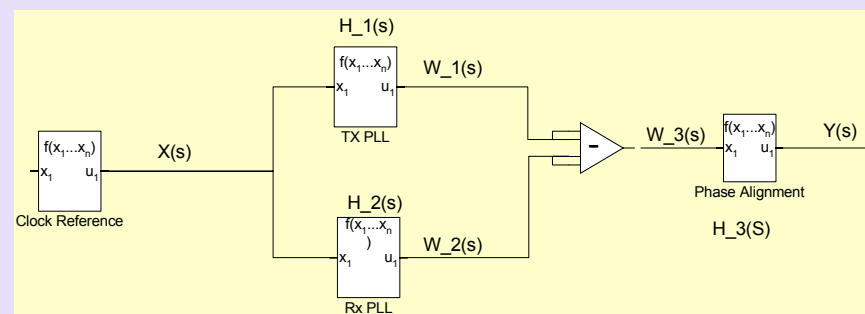 H_1(s)
f(x1...xn)
x1 u1
TX PLL
W_1(s)
f(x1...xn)
x1 u1
Clock Reference
X(s)
-
W_3(s)
f(x1...xn)
x1 u1
Phase Alignment
Y(s)
H_3(S)
H_2(s)
f(x1...xn
)
x1 u1
Rx PLL
W_2(s)